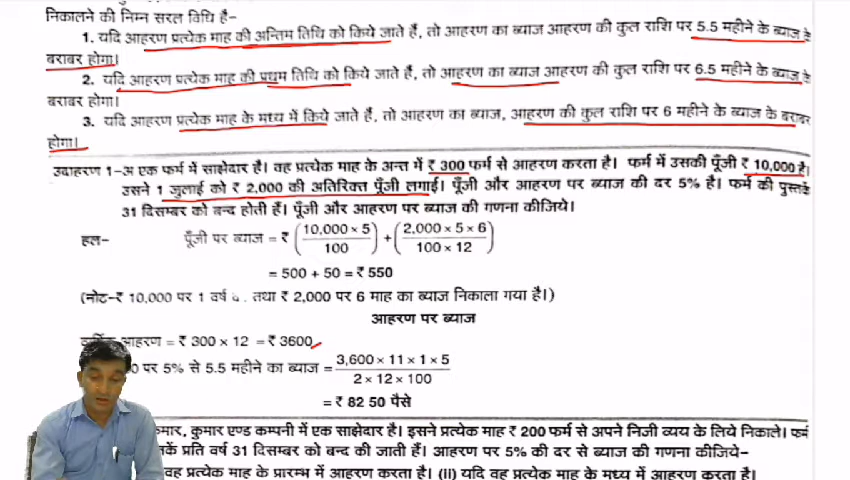 निकालने की निम्न सरल विधि है-
1. यदि आहरण प्रत्येक माह की अन्तिम तिथि को किये जाते हैं, तो आहरण का ब्याज आहरण की कुल राशि पर 5.5 महीने के ब्याज के
बराबर होगा।
2. यदि आहरण प्रत्येक माह की प्रथम तिथि को किये जाते हैं, तो आहरण का ब्याज आहरण की कुल राशि पर 6.5 महीने के ब्याज के
बराबर होगा।
3. यदि आहरण प्रत्येक माह के मध्य में किये जाते हैं, तो आहरण का ब्याज, आहरण की कुल राशि पर 6 महीने के ब्याज के बराबर
होगा।
उदाहरण 1-अ एक फर्म में साझेदार है। वह प्रत्येक माह के अन्त में ₹ 300 फर्म से आहरण करता है। फर्म में उसकी पूँजी ₹ 10,000 है।
उसने 1 जुलाई को ₹ 2,000 की अतिरिक्त पूँजी लगाई। पूँजी और आहरण पर ब्याज की दर 5% है। फर्म की पुस्तकें
31 दिसम्बर को बन्द होती हैं। पूँजी और आहरण पर ब्याज की गणना कीजिये।
हल- पूँजी पर ब्याज = ₹ (10,000 × 5 / 100) + (2,000 × 5 × 6 / 100 × 12)
= 500 + 50 = ₹ 550
(नोट-₹ 10,000 पर 1 वर्ष तथा ₹ 2,000 पर 6 माह का ब्याज निकाला गया है।)
आहरण पर ब्याज
आहरण = ₹ 300 × 12 = ₹ 3600
पर 5% से 5.5 महीने का ब्याज = 3,600 × 11 × 1 × 5 / 2 × 12 × 100
= ₹ 82 50 पैसे
कुमार, कुमार एण्ड कम्पनी में एक साझेदार है। इसने प्रत्येक माह ₹ 200 फर्म से अपने निजी व्यय के लिये निकाले। फर्म
प्रति वर्ष 31 दिसम्बर को बन्द की जाती हैं। आहरण पर 5% की दर से ब्याज की गणना कीजिये-
वह प्रत्येक माह के प्रारम्भ में आहरण करता है। (ii) यदि वह प्रत्येक माह के मध्य में आहरण करता है।